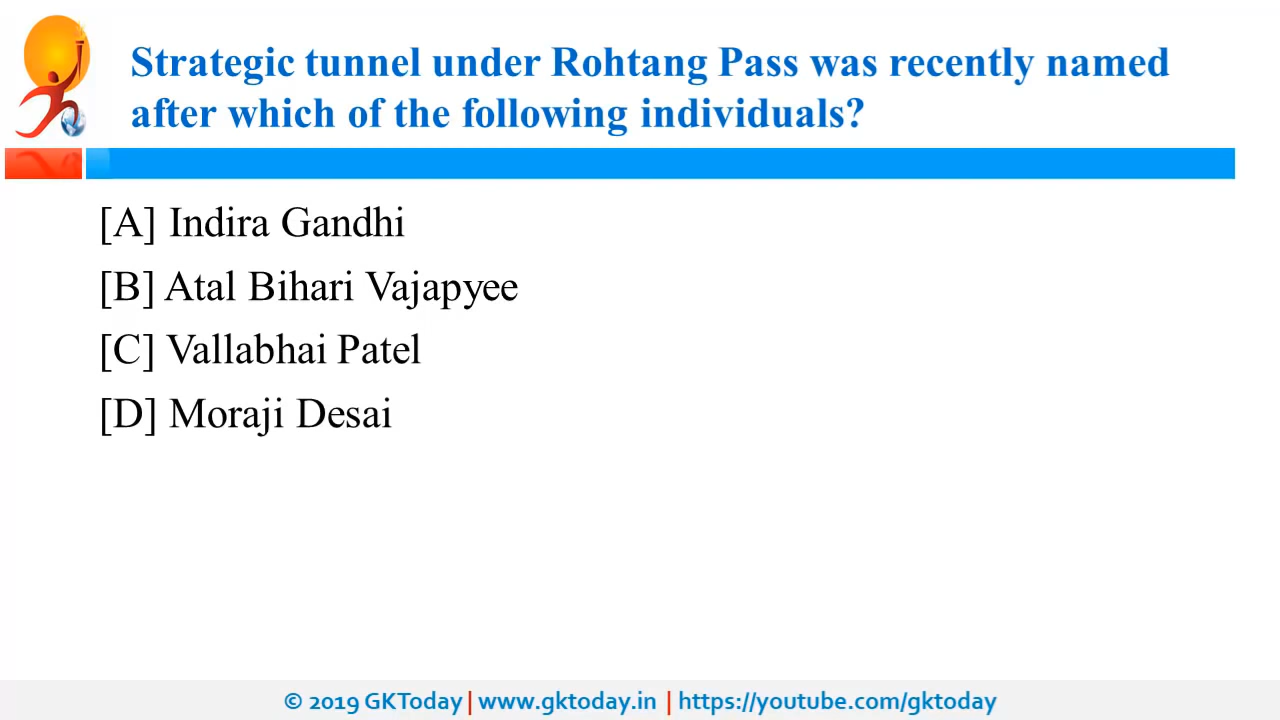 Strategic tunnel under Rohtang Pass was recently named
after which of the following individuals?
[A] Indira Gandhi
[B] Atal Bihari Vajapyee
[C] Vallabhai Patel
[D] Moraji Desai
© 2019 GKToday | www.gktoday.in | https://youtube.com/gktoday